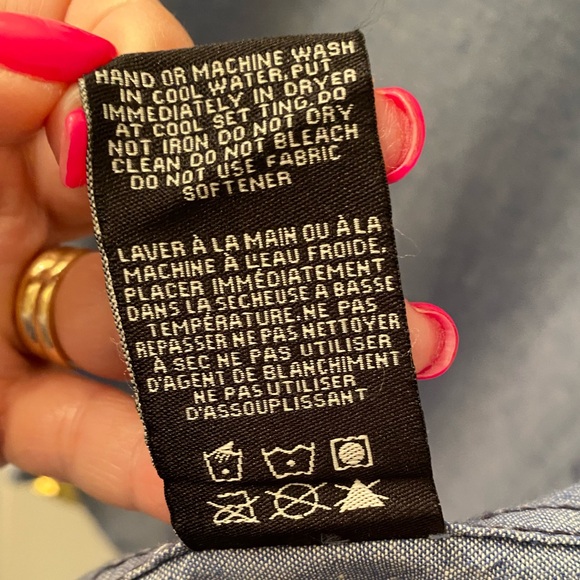 HAND OR MACHINE WASH
IN COOL WATER, PUT
IMMEDIATELY IN DRYER
AT COOL SET TING, DO
NOT IRON DO NOT DRY
CLEAN DO NOT BLEACH
DO NOT USE FABRIC
SOFTENER
LAVER À LA MAIN OU À LA
MACHINE À L'EAU FROIDE,
PLACER IMMÉDIATEMENT
DANS LA SECHEUSE A BASSE
TEMPÉRATURE, NE PAS
REPASSER NE PAS NETTOYER
À SEC NE PAS UTILISER
D'AGENT DE BLANCHIMENT
NE PAS UTILISER
D'ASSOUPLISSANT